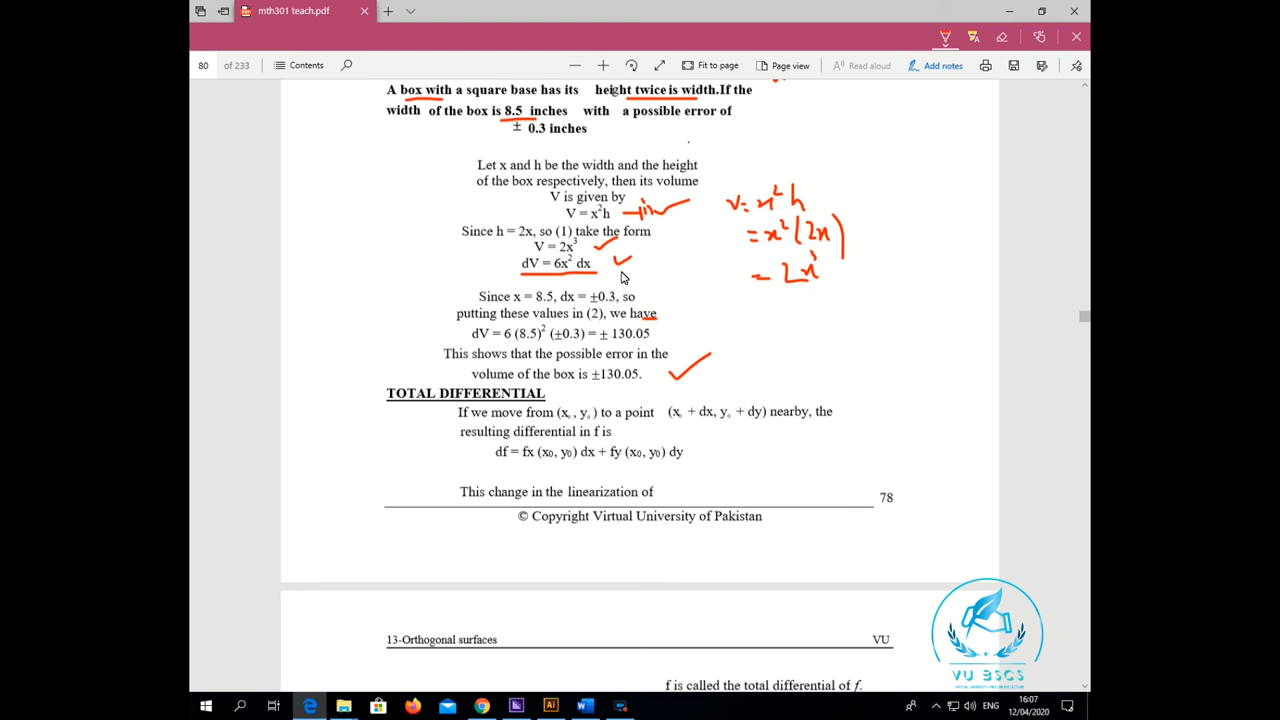 mth301 teach.pdf
80 of 233 Contents Fit to page Page view Read aloud Add notes
A box with a square base has its height twice is width.If the
width of the box is 8.5 inches with a possible error of
± 0.3 inches
Let x and h be the width and the height
of the box respectively, then its volume
V is given by
V = x²h
Since h = 2x, so (1) take the form
V = 2x³
dV = 6x² dx
Since x = 8.5, dx = ±0.3, so
putting these values in (2), we have
dV = 6 (8.5)² (±0.3) = ± 130.05
This shows that the possible error in the
volume of the box is ±130.05.
V = x²h
= x² (2x)
= 2x³
TOTAL DIFFERENTIAL
If we move from (x₀, y₀) to a point (x₀ + dx, y₀ + dy) nearby, the
resulting differential in f is
df = fx (x₀, y₀) dx + fy (x₀, y₀) dy
This change in the linearization of
78
© Copyright Virtual University of Pakistan
13-Orthogonal surfaces VU
f is called the total differential of f.
VU BSCS
ENG
16:07
12/04/2020